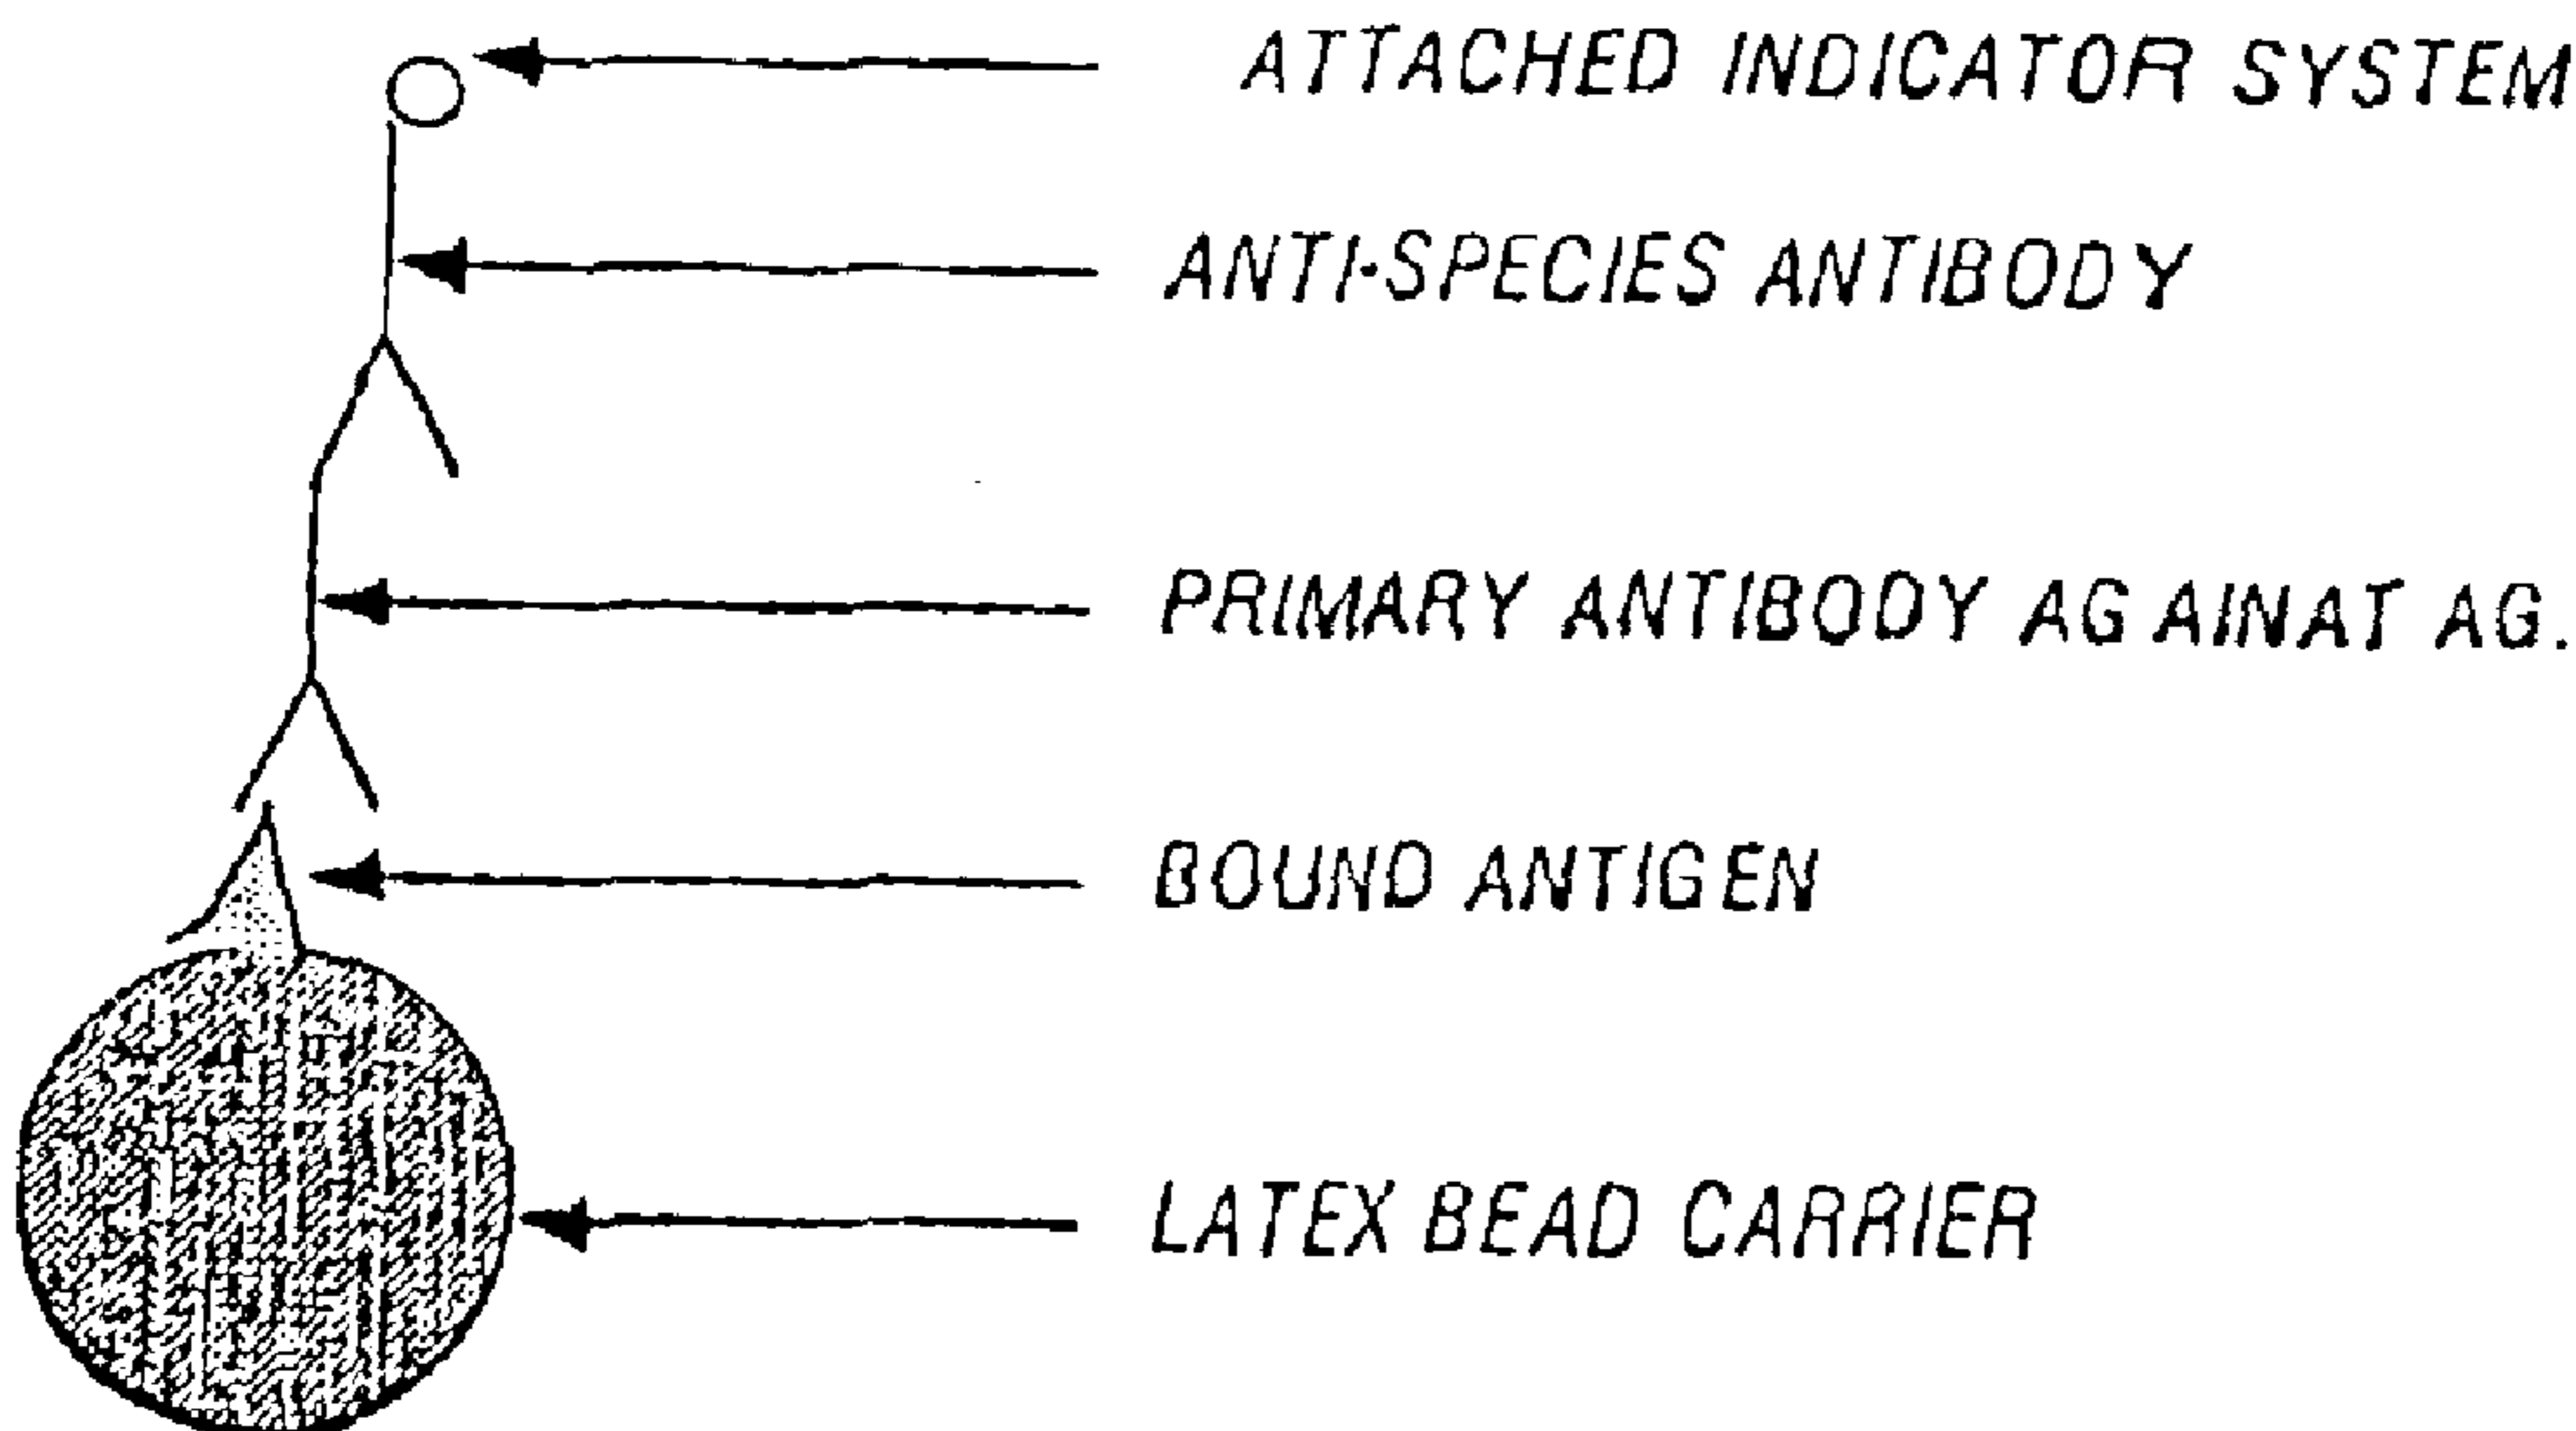 ATTACHED INDICATOR SYSTEM
ANTI-SPECIES ANTIBODY
PRIMARY ANTIBODY AG AINAT AG.
BOUND ANTIGEN
LATEX BEAD CARRIER